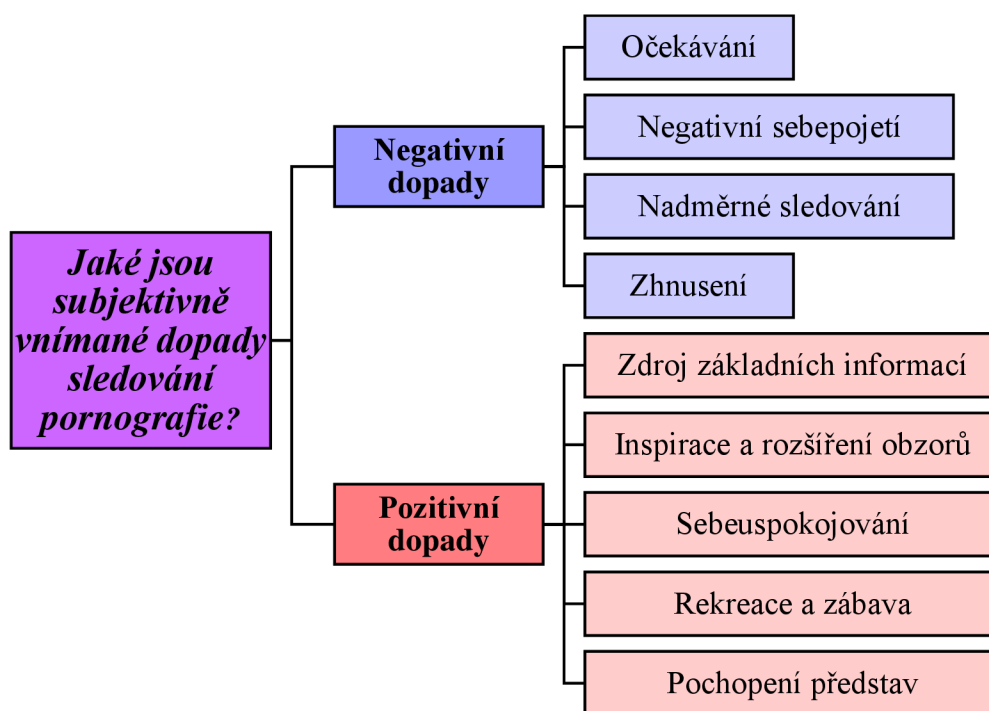 Jaké jsou
subjektivně
vnímané dopady
sledování
pornografie?
Negativní
dopady
Očekávání
Negativní sebepojetí
Nadměrné sledování
Zhnusení
Pozitivní
dopady
Zdroj základních informací
Inspirace a rozšíření obzorů
Sebeuspokojování
Rekreace a zábava
Pochopení představ